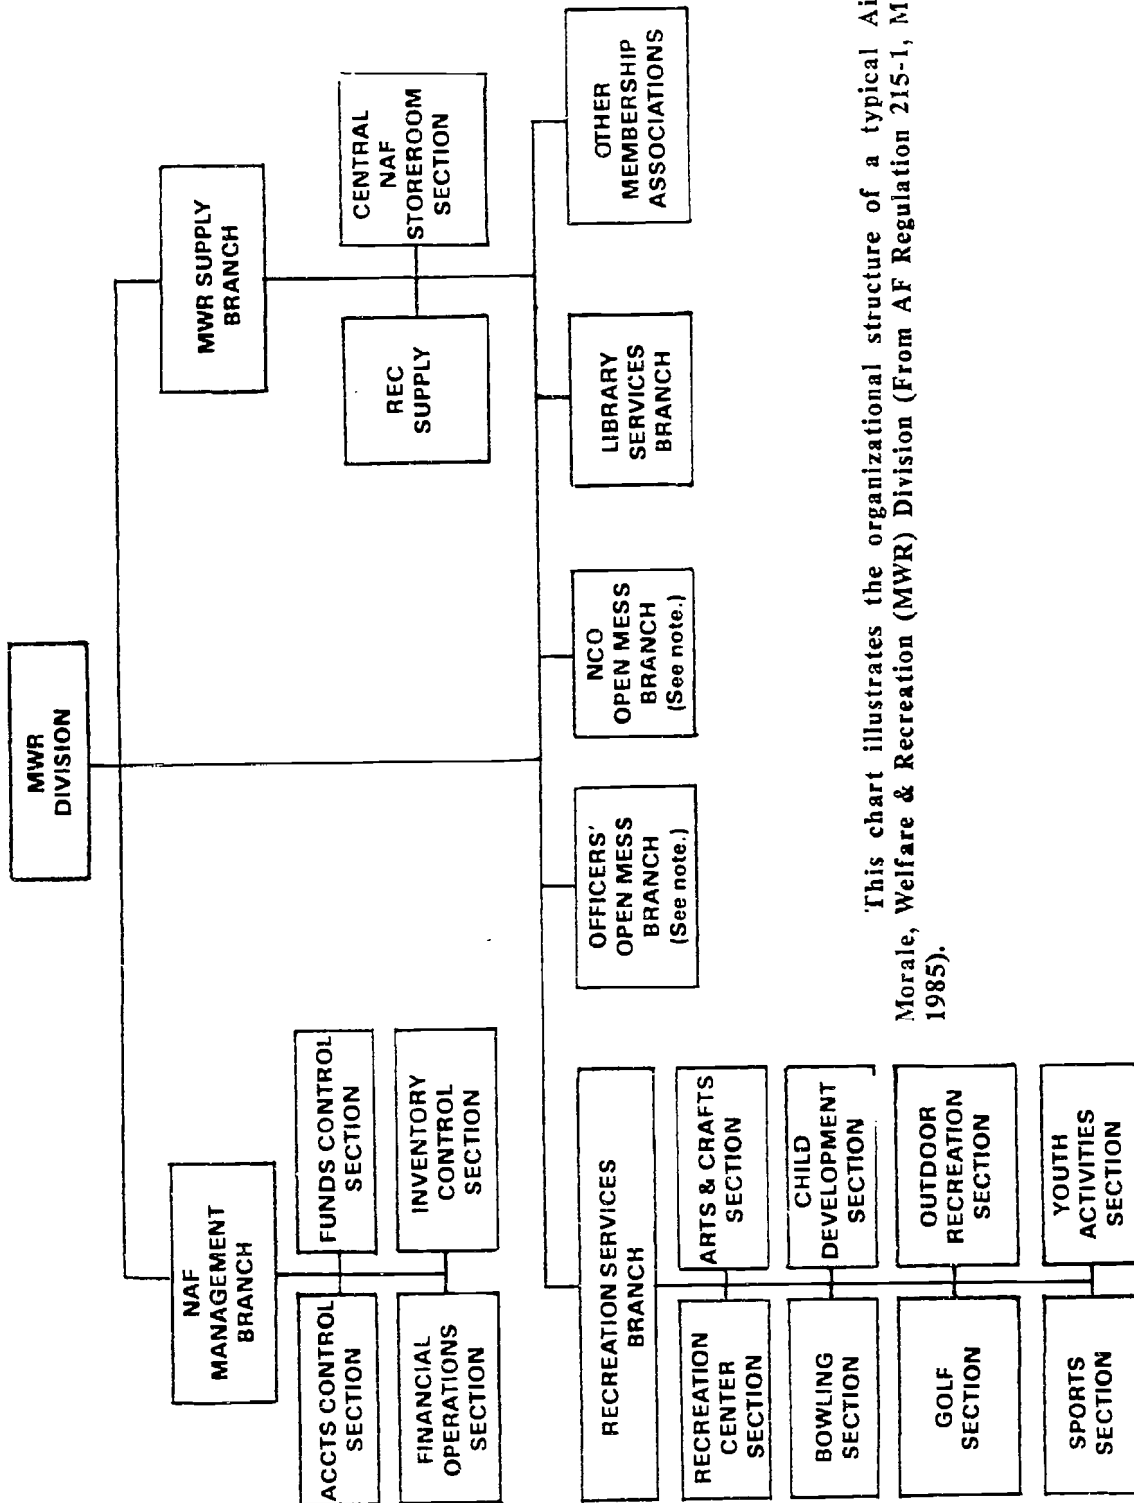 MWR
DIVISION
NAF
MANAGEMENT
BRANCH
MWR SUPPLY
BRANCH
ACCTS CONTROL
SECTION
FUNDS CONTROL
SECTION
FINANCIAL
OPERATIONS
SECTION
INVENTORY
CONTROL
SECTION
REC
SUPPLY
CENTRAL
NAF
STOREROOM
SECTION
RECREATION SERVICES
BRANCH
OFFICERS'
OPEN MESS
BRANCH
(See note.)
NCO
OPEN MESS
BRANCH
(See note.)
LIBRARY
SERVICES
BRANCH
OTHER
MEMBERSHIP
ASSOCIATIONS
RECREATION
CENTER
SECTION
ARTS & CRAFTS
SECTION
BOWLING
SECTION
CHILD
DEVELOPMENT
SECTION
GOLF
SECTION
OUTDOOR
RECREATION
SECTION
SPORTS
SECTION
YOUTH
ACTIVITIES
SECTION
This chart illustrates the organizational structure of a typical
Morale, Welfare & Recreation (MWR) Division (From AF Regulation 215-1,
1985).